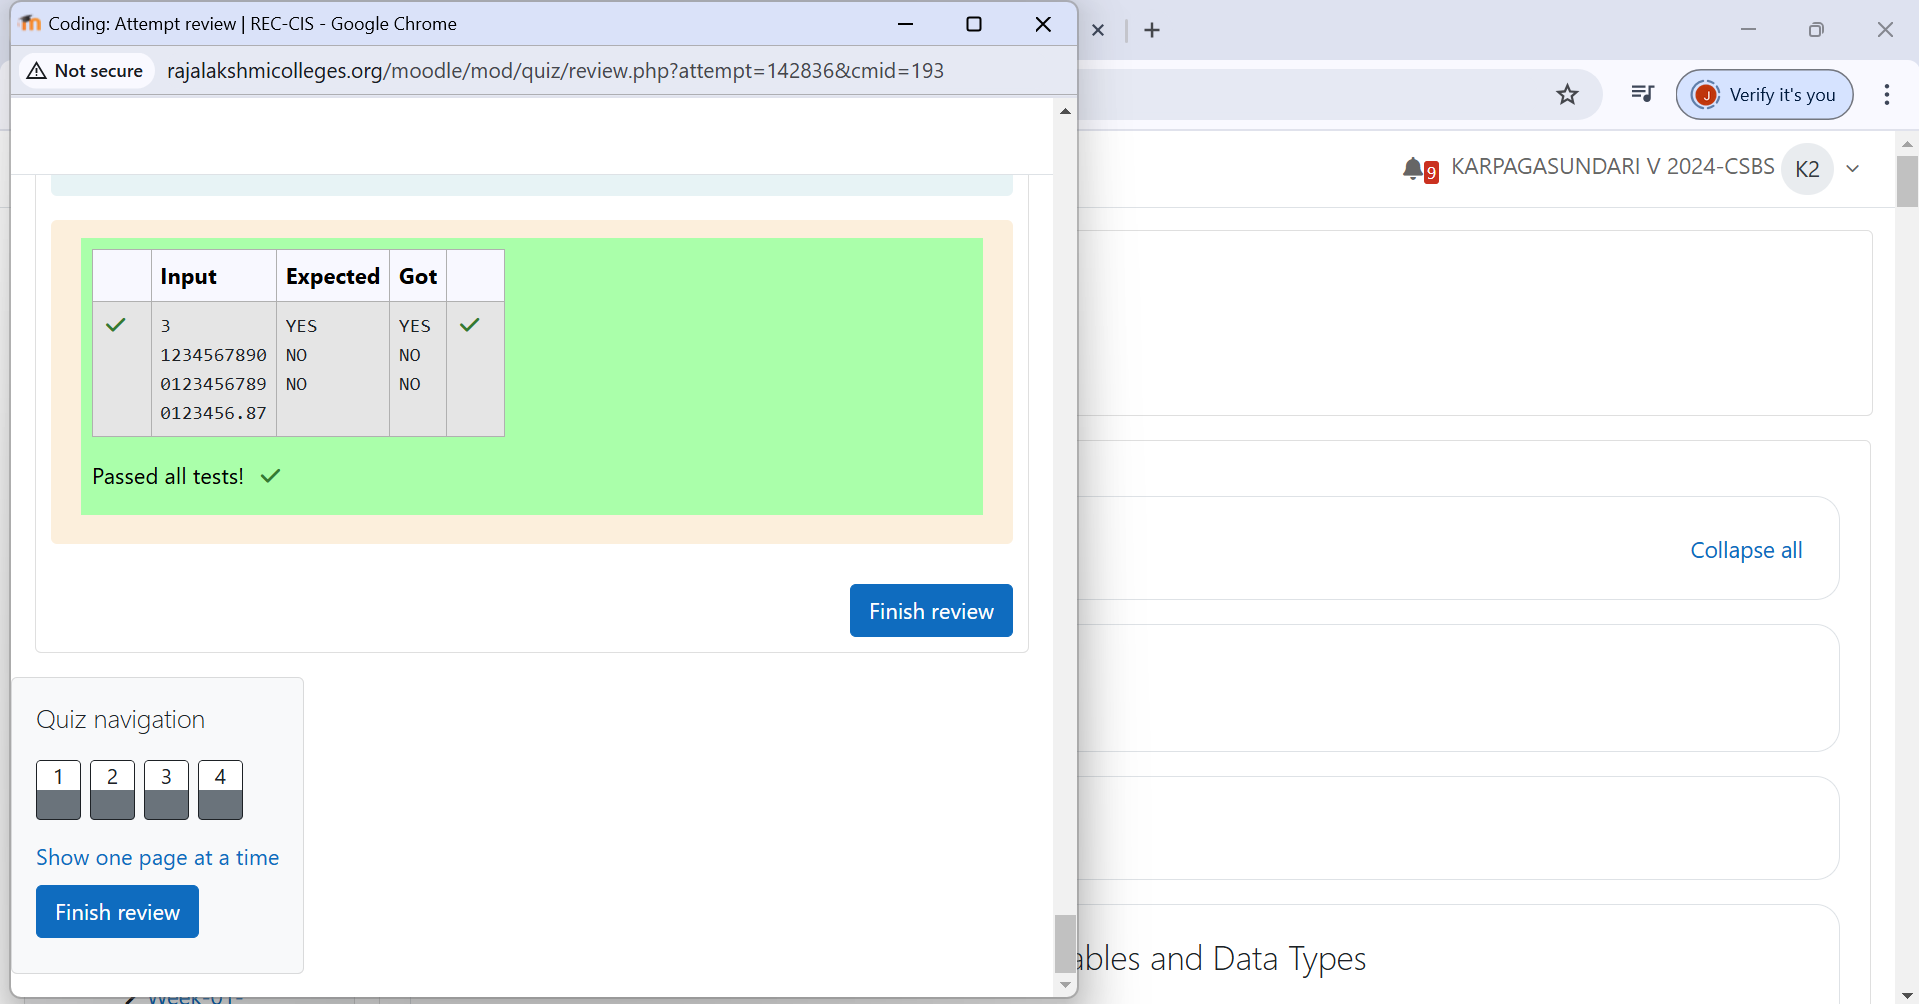 Coding: Attempt review | REC-CIS - Google Chrome
Not secure
rajalakshmicolleges.org/moodle/mod/quiz/review.php?attempt=142836&cmid=193
Verify it's you
9
KARPAGASUNDARI V 2024-CSBS
K2
Input Expected Got
3 YES YES
1234567890 NO NO
0123456789 NO NO
0123456.87
Passed all tests!
Finish review
Collapse all
Quiz navigation
1 2 3 4
Show one page at a time
Finish review
ables and Data Types
Week-01-